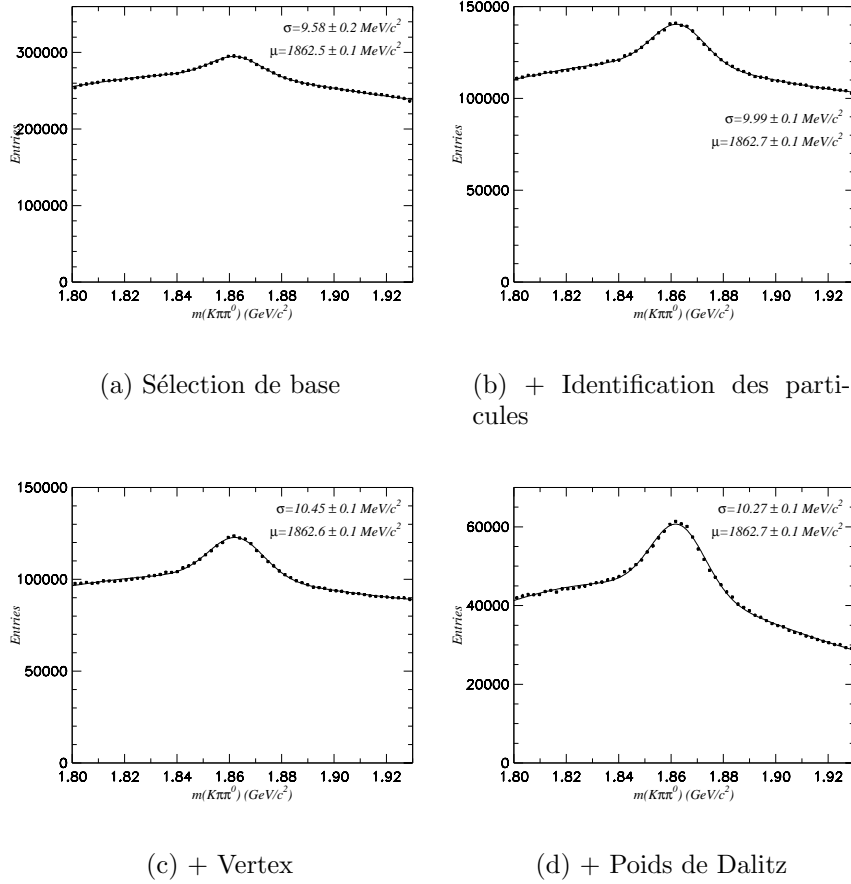 σ=9.58 ± 0.2 MeV/c²
μ=1862.5 ± 0.1 MeV/c²
Entries
300000
200000
100000
0
1.80 1.82 1.84 1.86 1.88 1.90 1.92
m(Kππ⁰) (GeV/c²)
(a) Sélection de base
σ=9.99 ± 0.1 MeV/c²
μ=1862.7 ± 0.1 MeV/c²
Entries
150000
100000
50000
0
1.80 1.82 1.84 1.86 1.88 1.90 1.92
m(Kππ⁰) (GeV/c²)
(b) + Identification des parti-
cules
σ=10.45 ± 0.1 MeV/c²
μ=1862.6 ± 0.1 MeV/c²
Entries
150000
100000
50000
0
1.80 1.82 1.84 1.86 1.88 1.90 1.92
m(Kππ⁰) (GeV/c²)
(c) + Vertex
σ=10.27 ± 0.1 MeV/c²
μ=1862.7 ± 0.1 MeV/c²
Entries
60000
40000
20000
0
1.80 1.82 1.84 1.86 1.88 1.90 1.92
m(Kππ⁰) (GeV/c²)
(d) + Poids de Dalitz